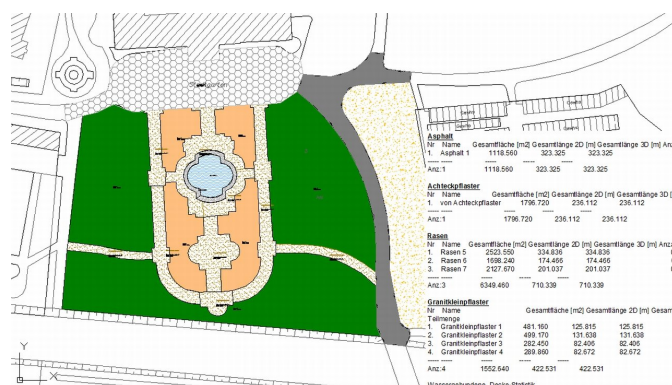 Asphalt
Nr Name Gesamtfläche [m2] Gesamtlänge 2D [m] Gesamtlänge 3D [m] Anz
1. Asphalt 1 1118.560 323.325 323.325
----- ----- ----- ----- -----
Anz.:1 1118.560 323.325 323.325
Achteckpflaster
Nr Name Gesamtfläche [m2] Gesamtlänge 2D [m] Gesamtlänge 3D [
1. von Achteckpflaster 1796.720 236.112 236.112
----- ----- ----- ----- -----
Anz.:1 1796.720 236.112 236.112
Rasen
Nr Name Gesamtfläche [m2] Gesamtlänge 2D [m] Gesamtlänge 3D [m] Anza
1. Rasen 5 2523.550 334.836 334.836
2. Rasen 6 1698.240 174.466 174.466
3. Rasen 7 2127.670 201.037 201.037
----- ----- ----- ----- -----
Anz.:3 6349.460 710.339 710.339
Granitkleinpflaster
Nr Name Gesamtfläche [m2] Gesamtlänge 2D [m] Gesamt
Teilmenge
1. Granitkleinpflaster 1 481.160 125.815 125.815
2. Granitkleinpflaster 2 499.170 131.638 131.638
3. Granitkleinpflaster 3 282.450 82.406 82.406
4. Granitkleinpflaster 4 289.860 82.672 82.672
----- ----- ----- -----
Anz.:4 1552.640 422.531 422.531
Y
X